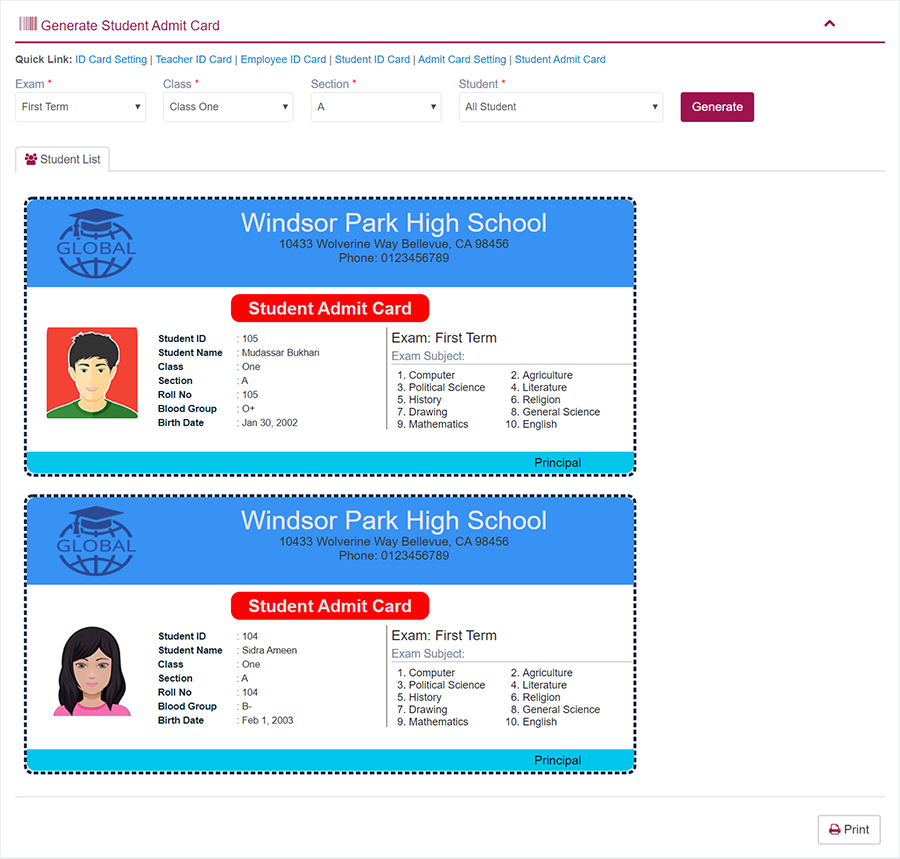 Generate Student Admit Card
Quick Link: ID Card Setting | Teacher ID Card | Employee ID Card | Student ID Card | Admit Card Setting | Student Admit Card
Exam * Class * Section * Student *
First Term Class One A All Student Generate
Student List
GLOBAL
Windsor Park High School
10433 Wolverine Way Bellevue, CA 98456
Phone: 0123456789
Student Admit Card
Student ID : 105
Student Name : Mudassar Bukhari
Class : One
Section : A
Roll No : 105
Blood Group : O+
Birth Date : Jan 30, 2002
Exam: First Term
Exam Subject:
1. Computer 2. Agriculture
3. Political Science 4. Literature
5. History 6. Religion
7. Drawing 8. General Science
9. Mathematics 10. English
Principal
GLOBAL
Windsor Park High School
10433 Wolverine Way Bellevue, CA 98456
Phone: 0123456789
Student Admit Card
Student ID : 104
Student Name : Sidra Ameen
Class : One
Section : A
Roll No : 104
Blood Group : B-
Birth Date : Feb 1, 2003
Exam: First Term
Exam Subject:
1. Computer 2. Agriculture
3. Political Science 4. Literature
5. History 6. Religion
7. Drawing 8. General Science
9. Mathematics 10. English
Principal
Print